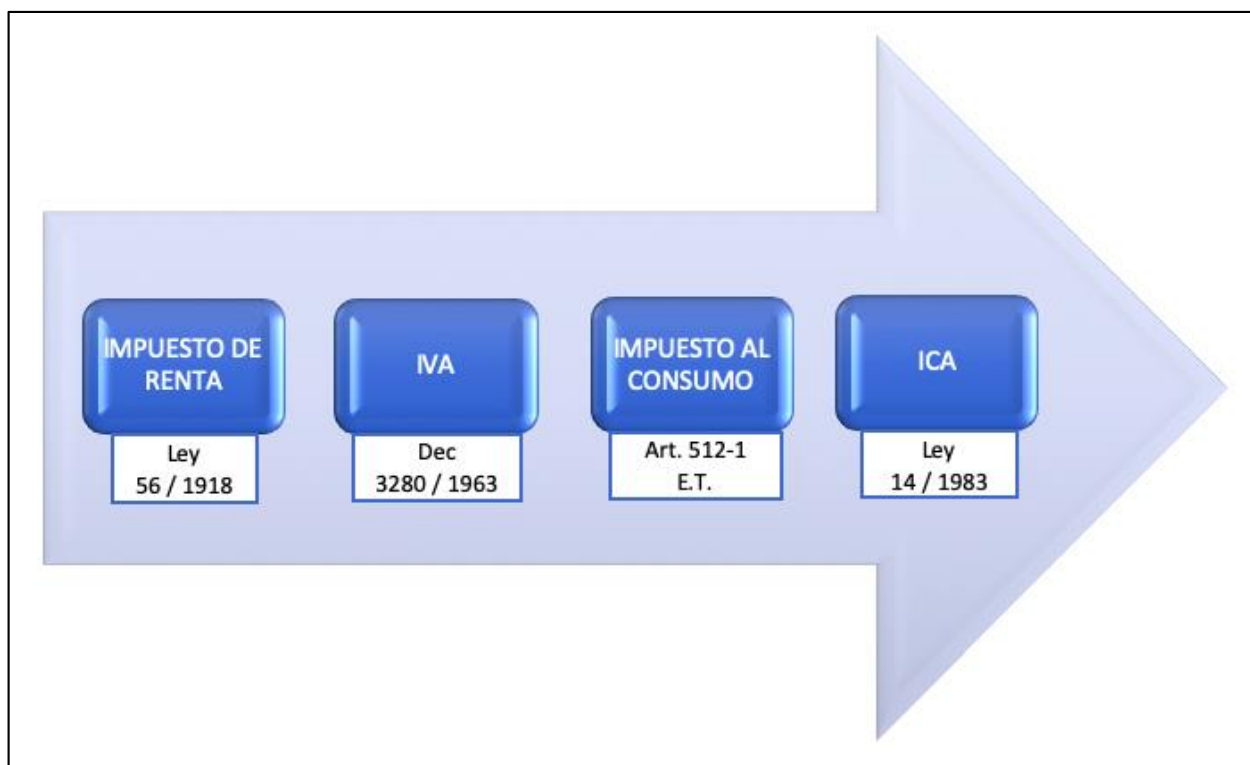 IMPUESTO DE
RENTA
Ley
56 / 1918
IVA
Dec
3280 / 1963
IMPUESTO AL
CONSUMO
Art. 512-1
E.T.
ICA
Ley
14 / 1983